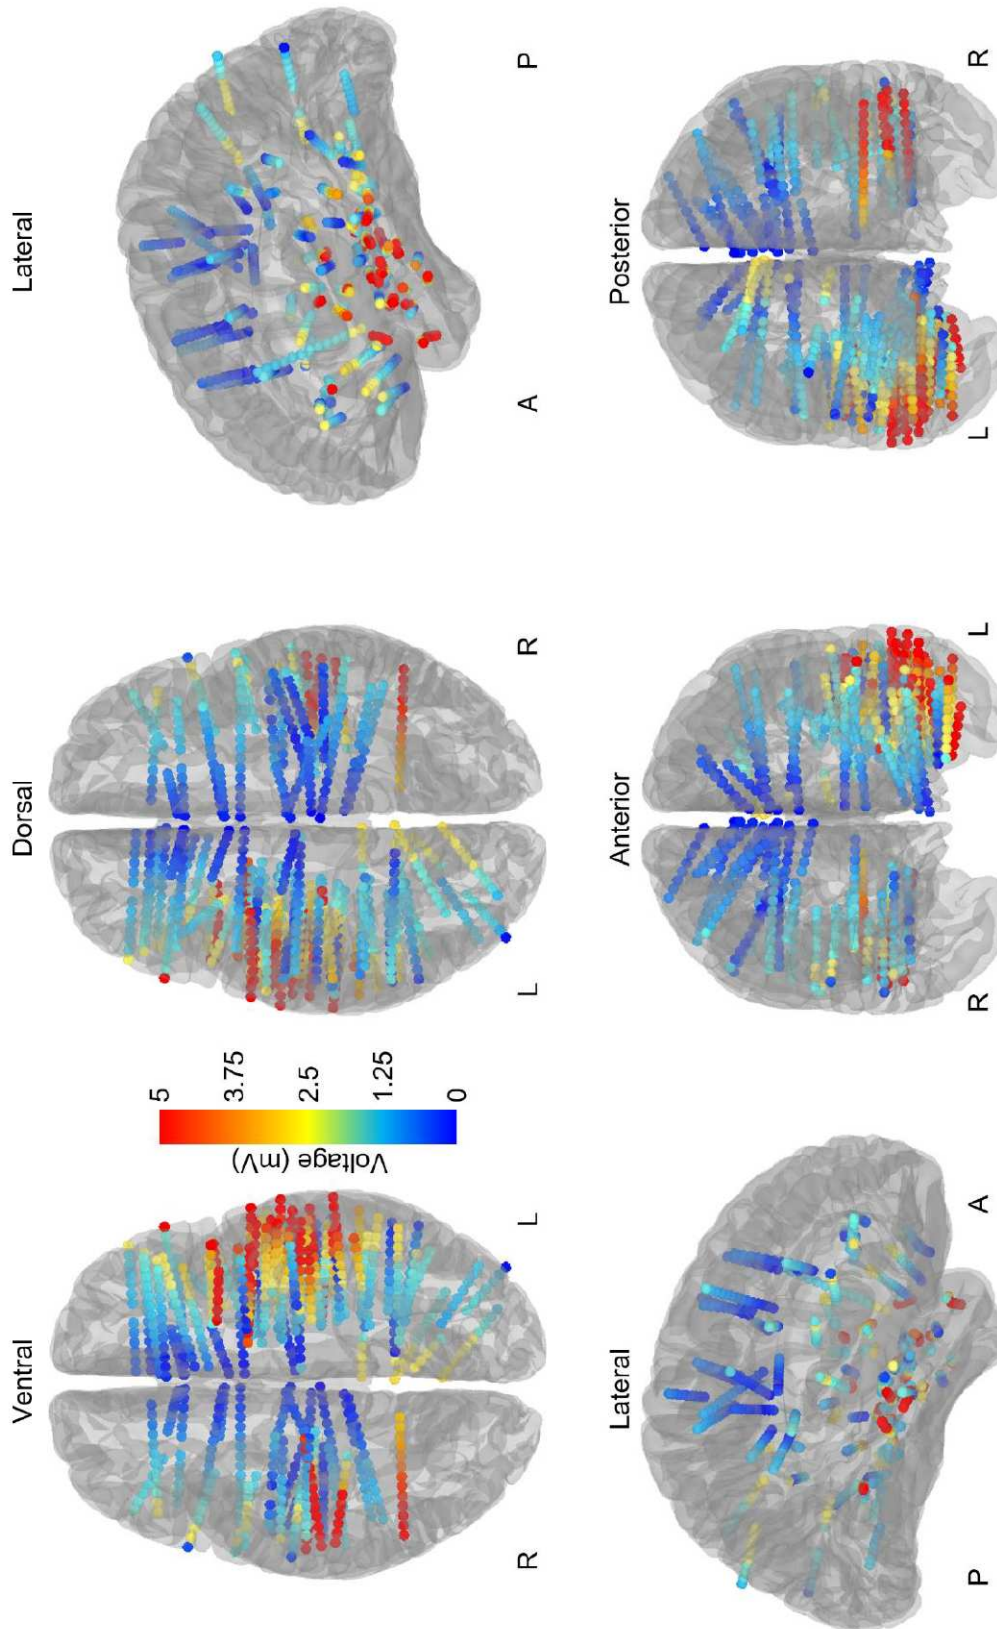 Ventral
Dorsal
Lateral
R
L
5
3.75
2.5
1.25
0
Voltage (mV)
L
R
A
P
Lateral
Anterior
Posterior
P
A
R
L
L
R